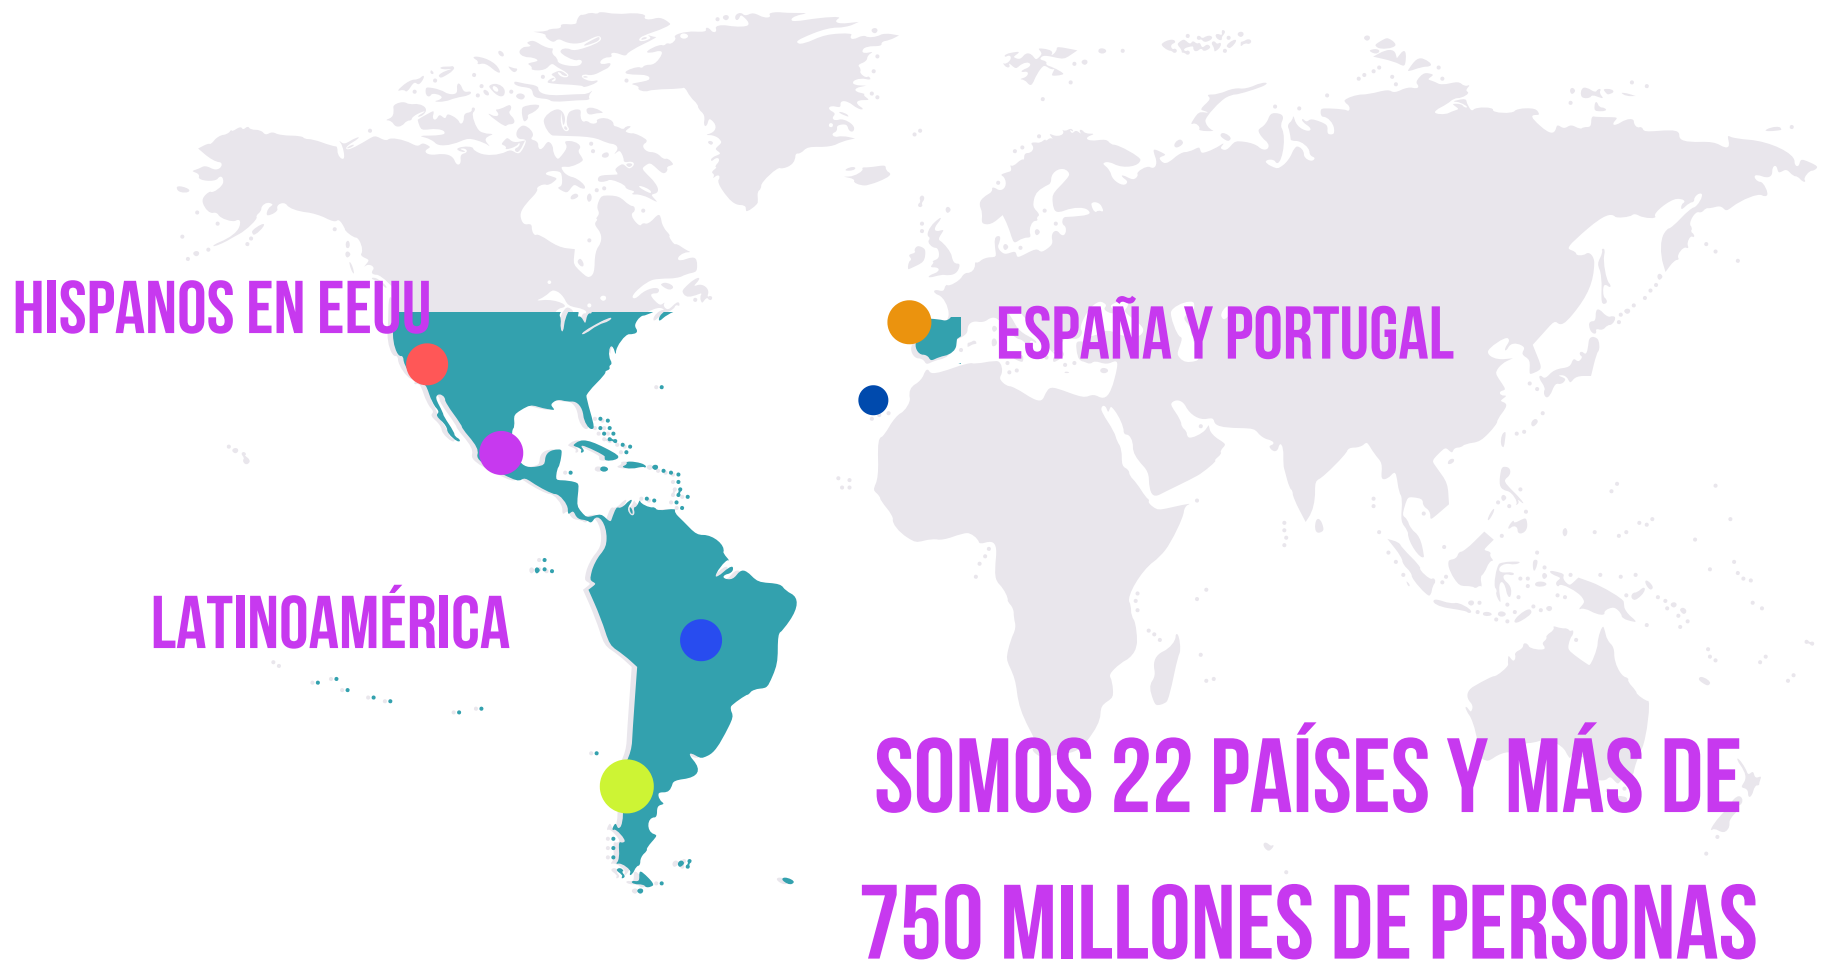 HISPANOS EN EEUU
ESPAÑA Y PORTUGAL
LATINOAMÉRICA
SOMOS 22 PAÍSES Y MÁS DE
750 MILLONES DE PERSONAS